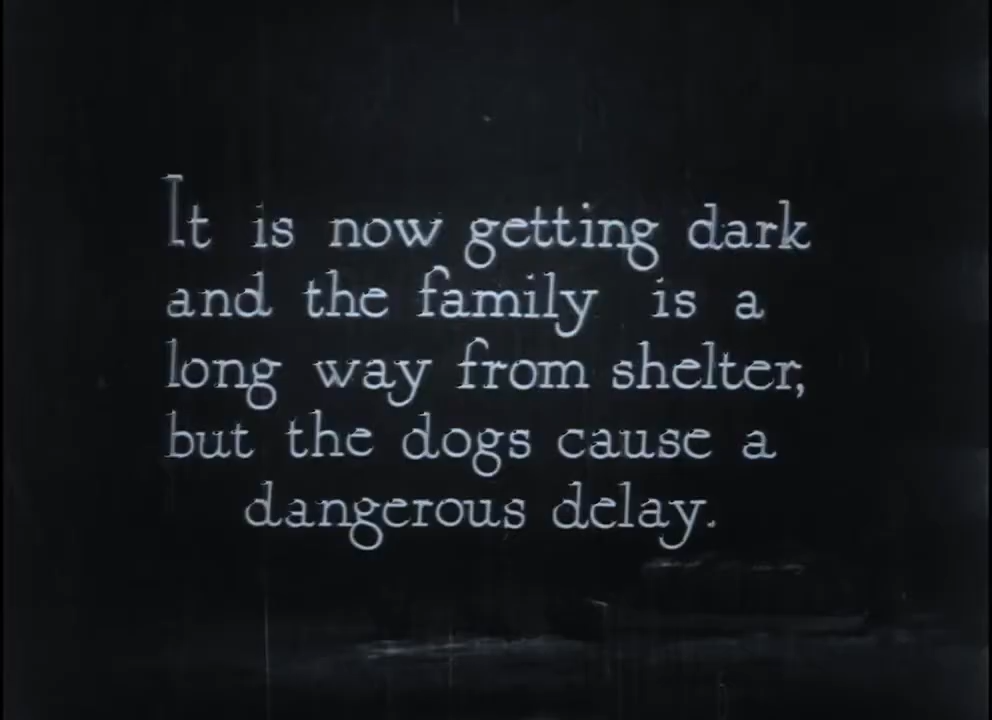 It is now getting dark
and the family is a
long way from shelter,
but the dogs cause a
dangerous delay.